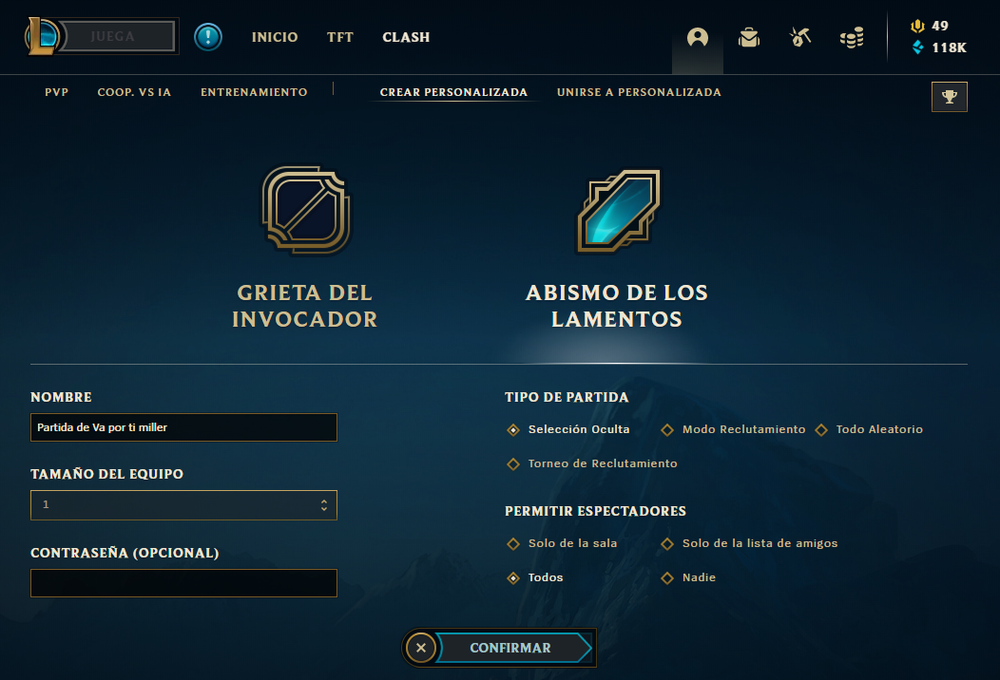 JUEGA
INICIO TFT CLASH
49
118K
PVP COOP. VS IA ENTRENAMIENTO CREAR PERSONALIZADA UNIRSE A PERSONALIZADA
GRIETA DEL
INVOCADOR
ABISMO DE LOS
LAMENTOS
NOMBRE
Partida de Va por ti miller
TAMAÑO DEL EQUIPO
1
CONTRASEÑA (OPCIONAL)
TIPO DE PARTIDA
Selección Oculta Modo Reclutamiento Todo Aleatorio
Torneo de Reclutamiento
PERMITIR ESPECTADORES
Solo de la sala Solo de la lista de amigos
Todos Nadie
CONFIRMAR